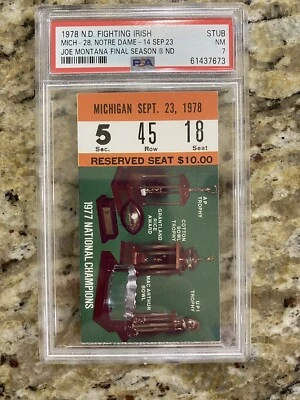 1978 N.D. FIGHTING IRISH STUB
MICH - 28, NOTRE DAME - 14 SEP.23 NM
JOE MONTANA FINAL SEASON @ ND 7
PSA 61437673
MICHIGAN SEPT. 23, 1978
5 45 18
Sec. Row Seat
RESERVED SEAT $10.00
1977 NATIONAL CHAMPIONS
AP
TROPHY
GRANTLAND
RICE
AWARD
COTTON
BOWL
TROPHY
MAC ARTHUR
BOWL
UPI
TROPHY